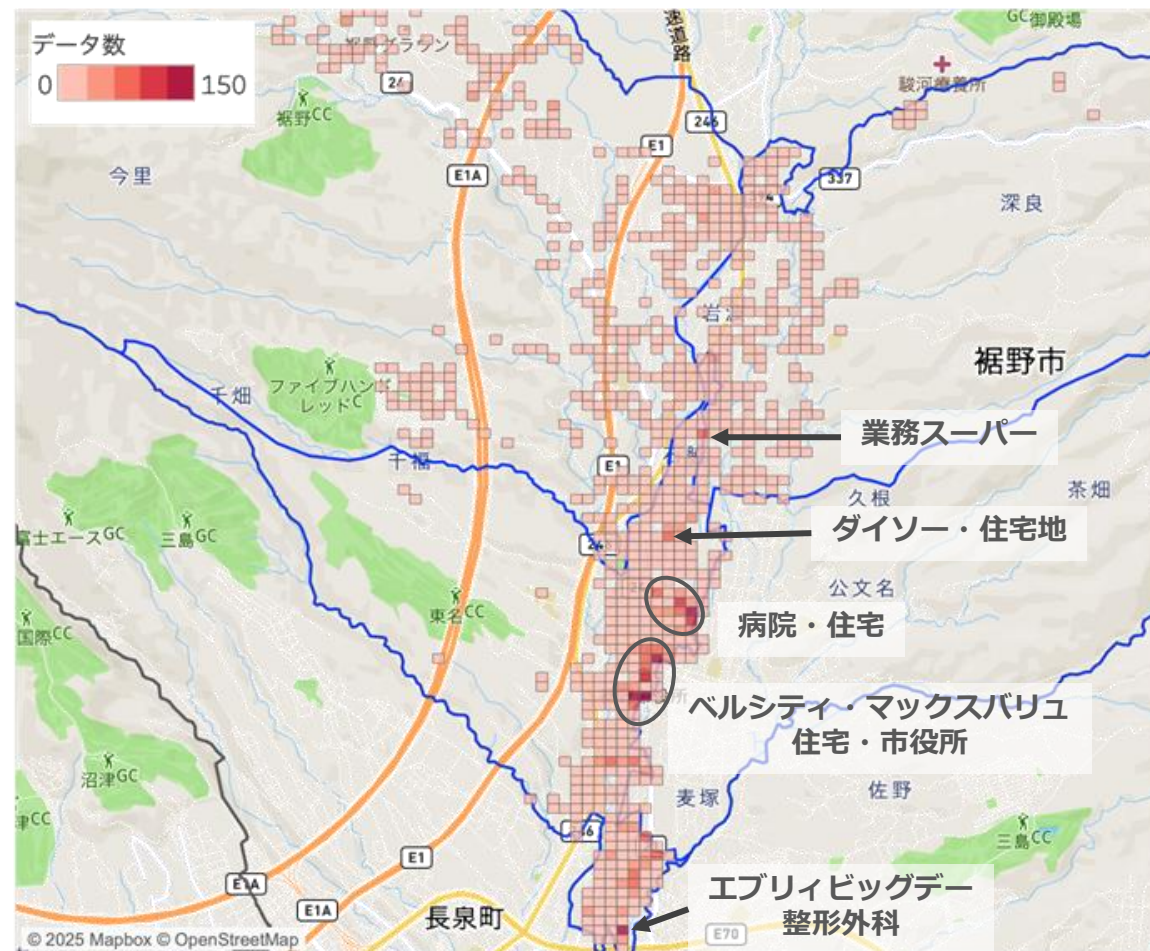 データ数
0
150
速道路
GC御殿場
裾野CC
駿河療養所
246
E1
E1A
337
今里
深良
裾野市
ファイブハンド
レッドC
千畑
千福
業務スーパー
E1
久根
茶畑
ダイソー・住宅地
富士エースGC
三島GC
公文名
東名CC
国際CC
病院・住宅
ベルシティ・マックスバリュ
住宅・市役所
沼津GC
麦塚
佐野
三島CC
E1
E1A
E1A
長泉町
エブリィビッグデー
整形外科
E70
© 2025 Mapbox © OpenStreetMap